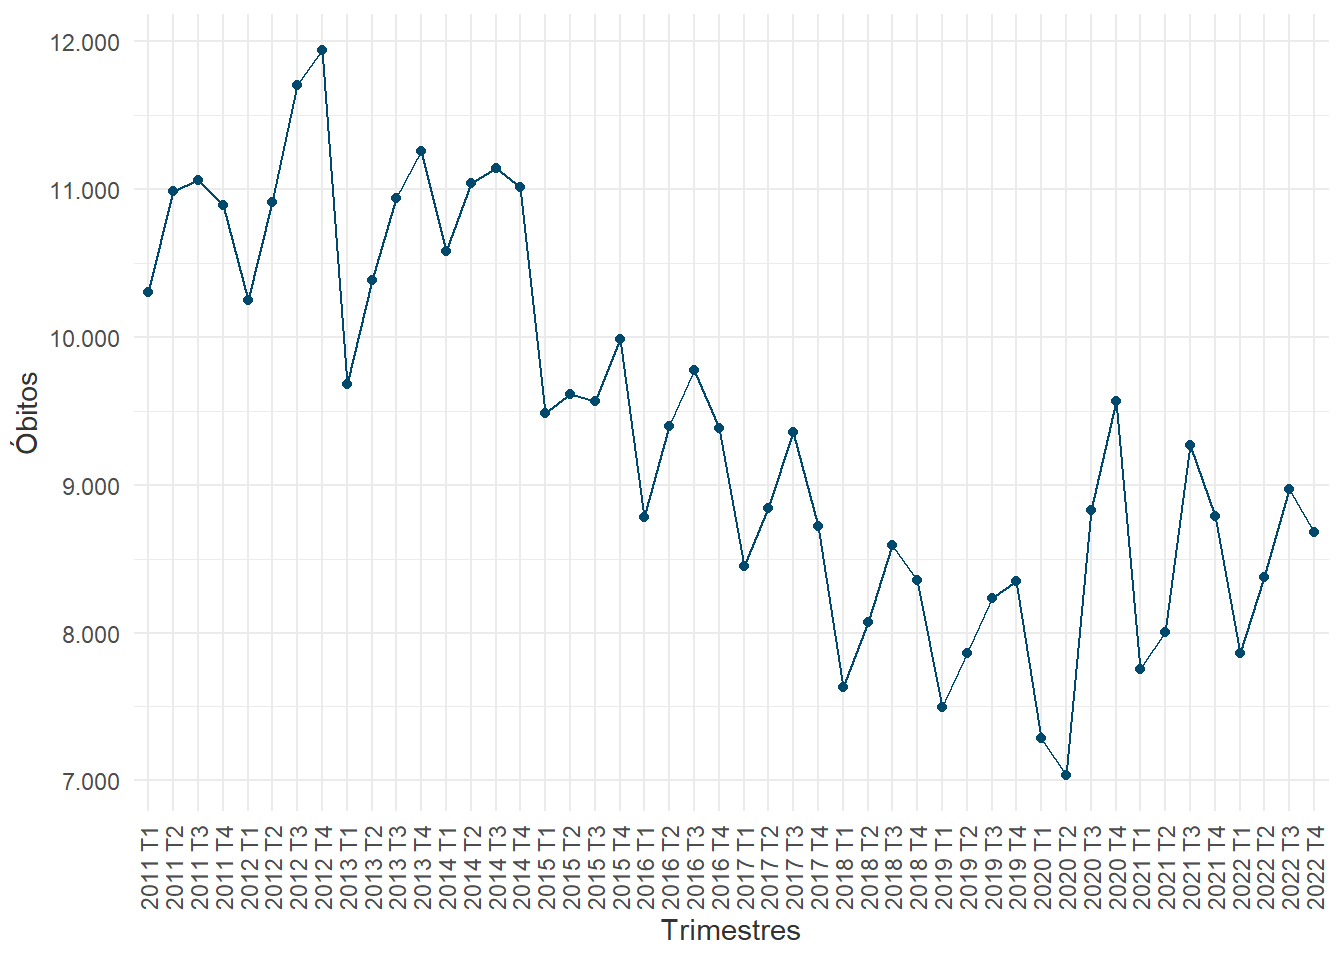 12.000
11.000
10.000
9.000
8.000
7.000
Óbitos
2011 T1
2011 T2
2011 T3
2011 T4
2012 T1
2012 T2
2012 T3
2012 T4
2013 T1
2013 T2
2013 T3
2013 T4
2014 T1
2014 T2
2014 T3
2014 T4
2015 T1
2015 T2
2015 T3
2015 T4
2016 T1
2016 T2
2016 T3
2016 T4
2017 T1
2017 T2
2017 T3
2017 T4
2018 T1
2018 T2
2018 T3
2018 T4
2019 T1
2019 T2
2019 T3
2019 T4
2020 T1
2020 T2
2020 T3
2020 T4
2021 T1
2021 T2
2021 T3
2021 T4
2022 T1
2022 T2
2022 T3
2022 T4
Trimestres